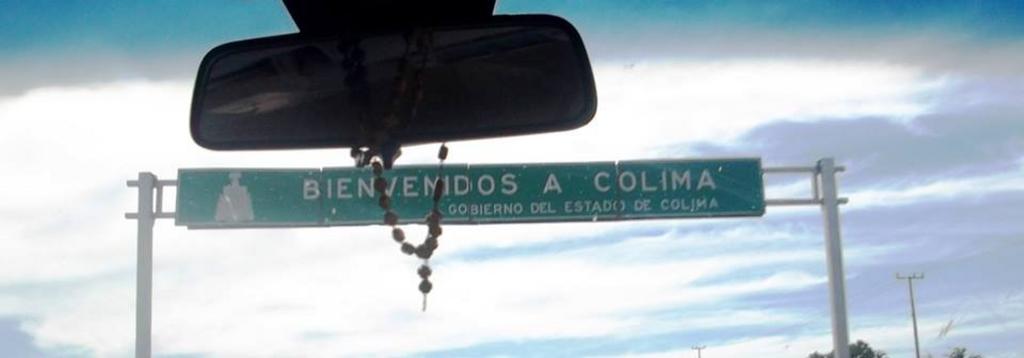 BIENVENIDOS A COLIMA
GOBIERNO DEL ESTADO DE COLIMA